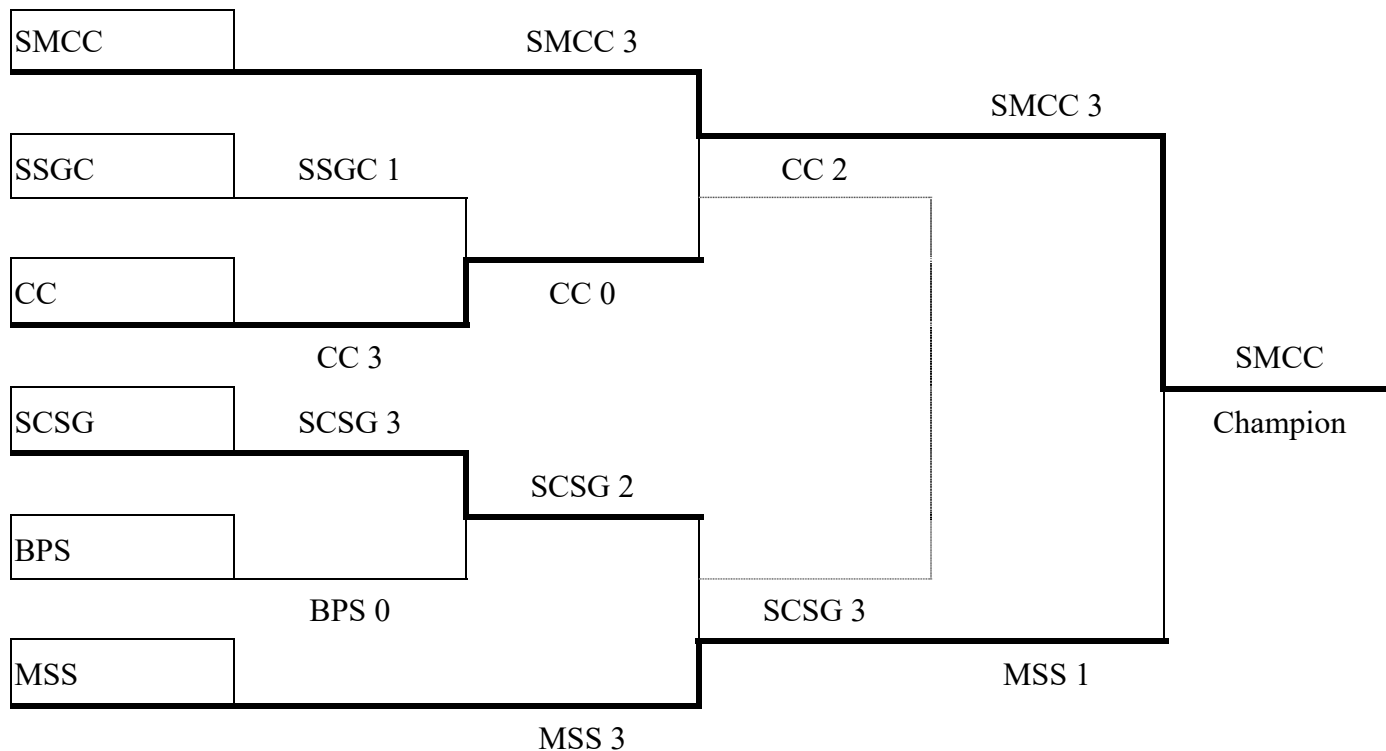 SMCC
SMCC 3
SMCC 3
SSGC
SSGC 1
CC 2
CC
CC 0
CC 3
SMCC
SCSG
SCSG 3
Champion
SCSG 2
BPS
BPS 0
SCSG 3
MSS
MSS 1
MSS 3